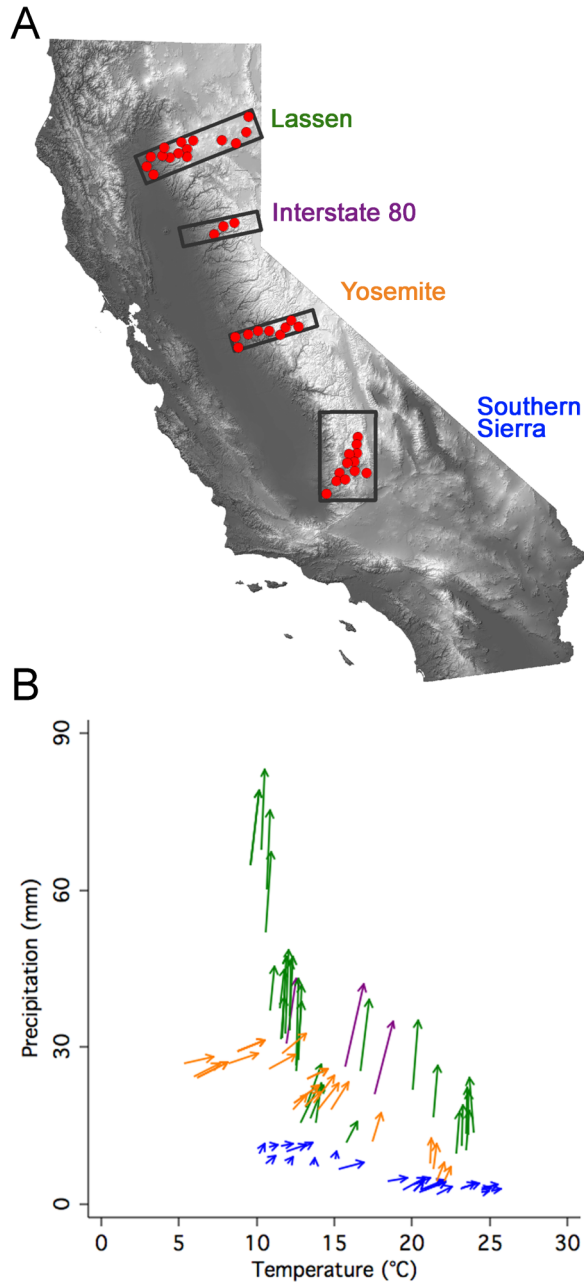 A
Lassen
Interstate 80
Yosemite
Southern
Sierra
B
Precipitation (mm)
90
60
30
0
0 5 10 15 20 25 30
Temperature (°C)